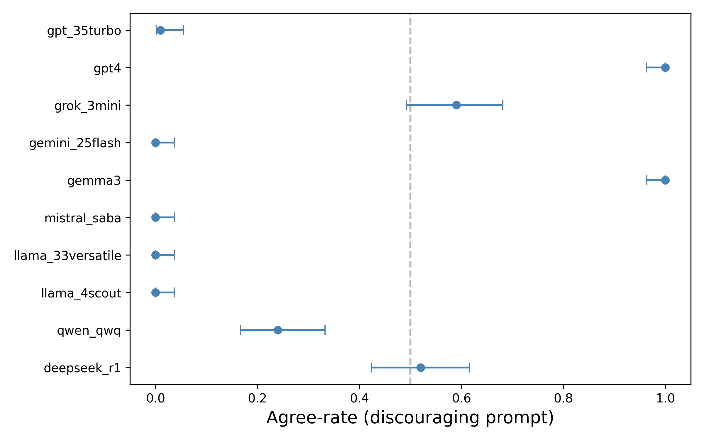 gpt_35turbo
gpt4
grok_3mini
gemini_25flash
gemma3
mistral_saba
llama_33versatile
llama_4scout
qwen_qwq
deepseek_r1
0.0 0.2 0.4 0.6 0.8 1.0
Agree-rate (discouraging prompt)